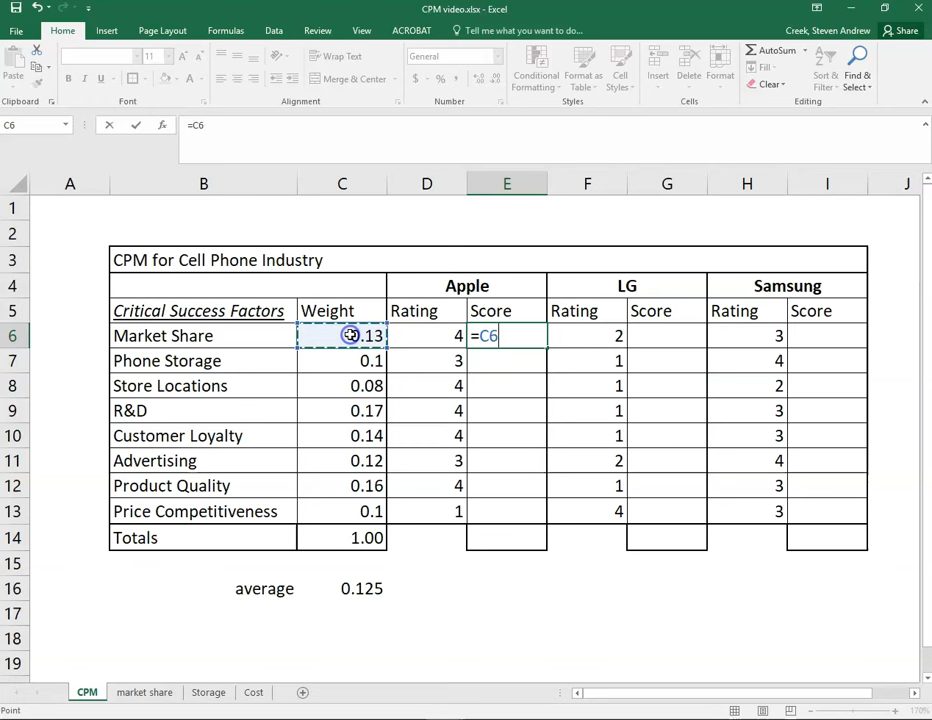 CPM video.xlsx - Excel
File Home Insert Page Layout Formulas Data Review View ACROBAT Tell me what you want to do... Creek, Steven Andrew Share
Paste 11 A A Wrap Text General AutoSum
B I U A Merge & Center $ % , Conditional Formatting Format as Table Cell Styles Insert Delete Format Fill Clear Sort & Filter Find & Select
Clipboard Font Alignment Number Styles Cells Editing
C6 fx =C6
A B C D E F G H I J
1
2
3 CPM for Cell Phone Industry
4 Apple LG Samsung
5 Critical Success Factors Weight Rating Score Rating Score Rating Score
6 Market Share 0.13 4 =C6 2 3
7 Phone Storage 0.1 3 1 4
8 Store Locations 0.08 4 1 2
9 R&D 0.17 4 1 3
10 Customer Loyalty 0.14 4 1 3
11 Advertising 0.12 3 2 4
12 Product Quality 0.16 4 1 3
13 Price Competitiveness 0.1 1 4 3
14 Totals 1.00
15
16 average 0.125
17
18
19
CPM market share Storage Cost
Point 170%